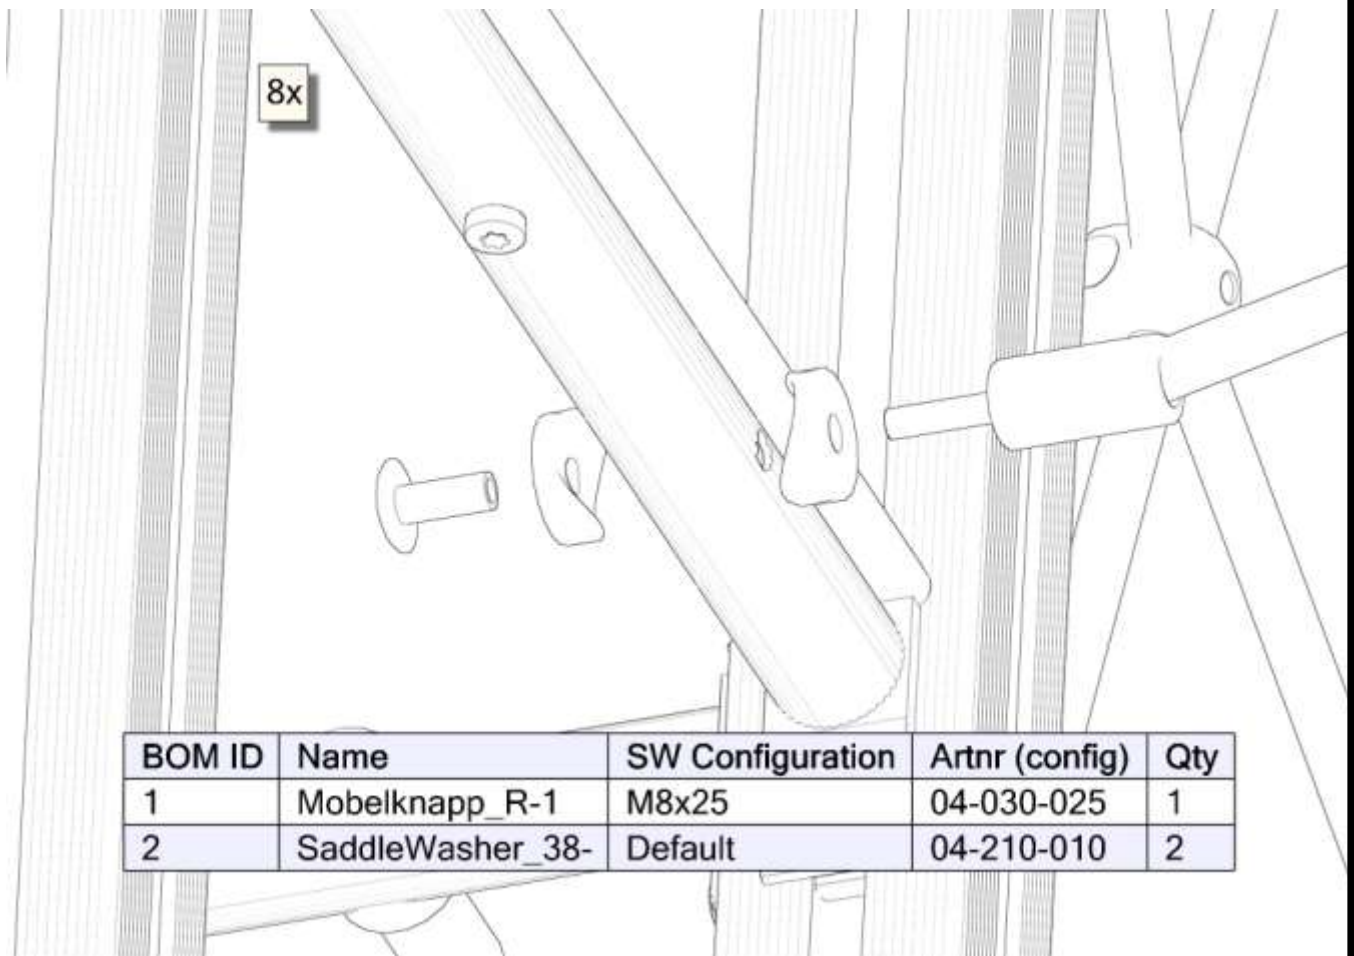 8x
BOM ID Name SW Configuration Artnr (config) Qty
1 Mobelknapp_R-1 M8x25 04-030-025 1
2 SaddleWasher_38- Default 04-210-010 2